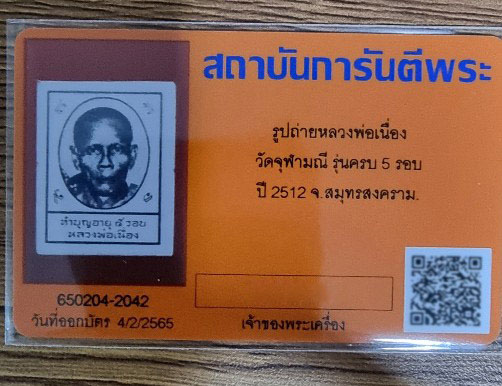 สถาบันการันตีพระ
รูปถ่ายหลวงพ่อเนื่อง
วัดจุฬามณี รุ่นครบ 5 รอบ
ปี 2512 จ.สมุทรสงคราม.
ทำบุญอายุ ๕ รอบ
หลวงพ่อเนื่อง
650204-2042
วันที่ออกบัตร 4/2/2565
เจ้าของพระเครื่อง